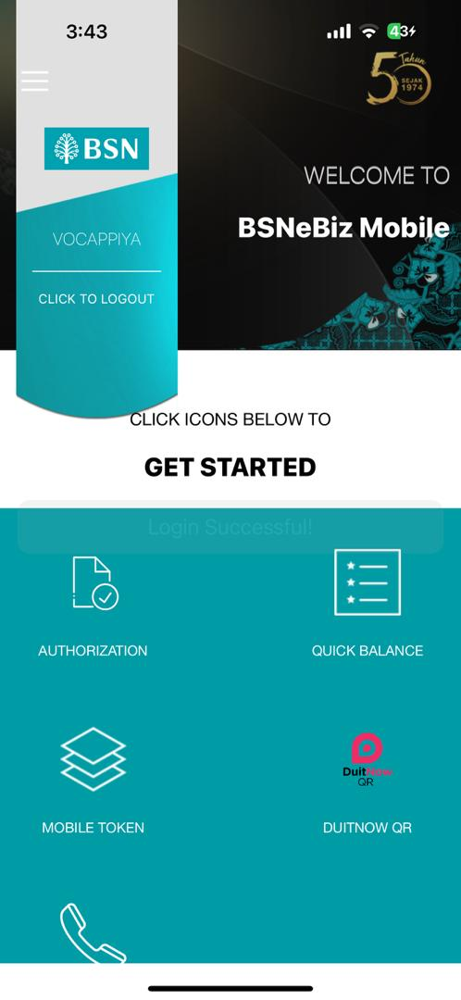 3:43
43
Tahun
50
SEJAK
1974
BSN
WELCOME TO
BSNeBiz Mobile
VOCAPPIYA
CLICK TO LOGOUT
CLICK ICONS BELOW TO
GET STARTED
Login Successful!
AUTHORIZATION
QUICK BALANCE
MOBILE TOKEN
DuitNow
QR
DUITNOW QR